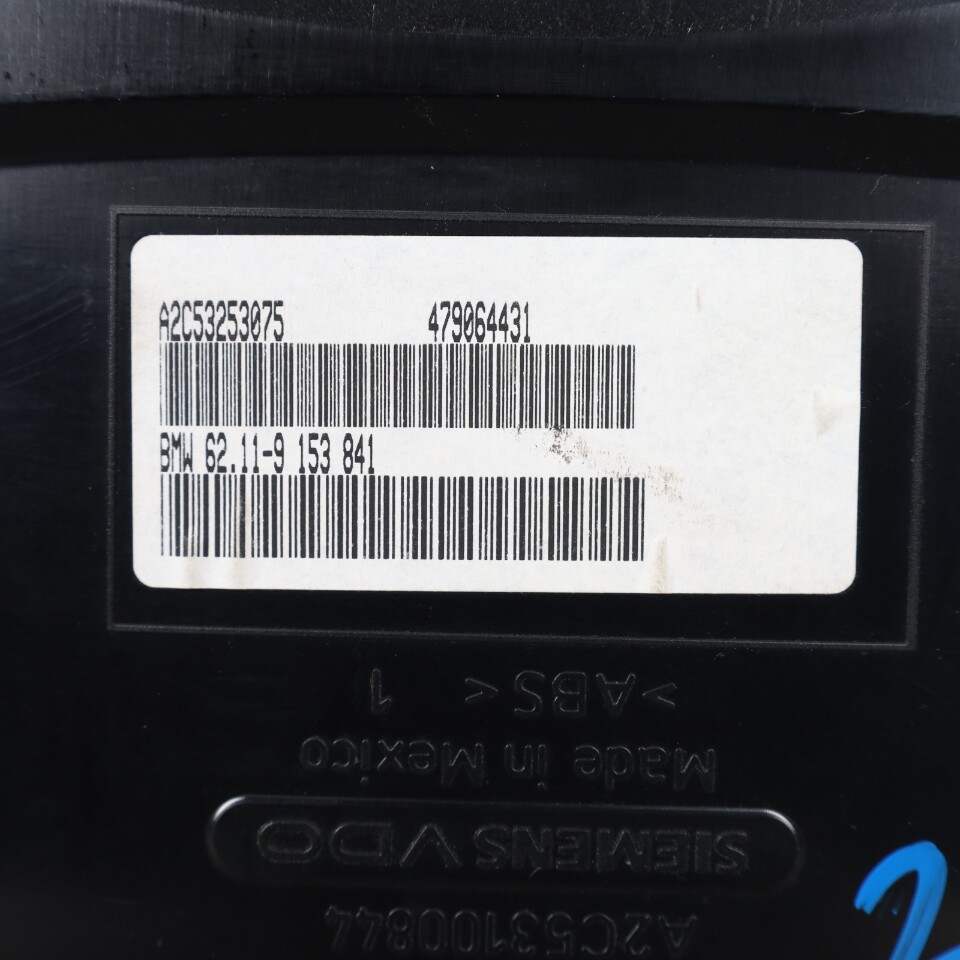 A2C53253075 479064431
BMW 62.11-9 153 841
>ABS< 1
Made in Mexico
SIEMENS VDO
A2C53100844